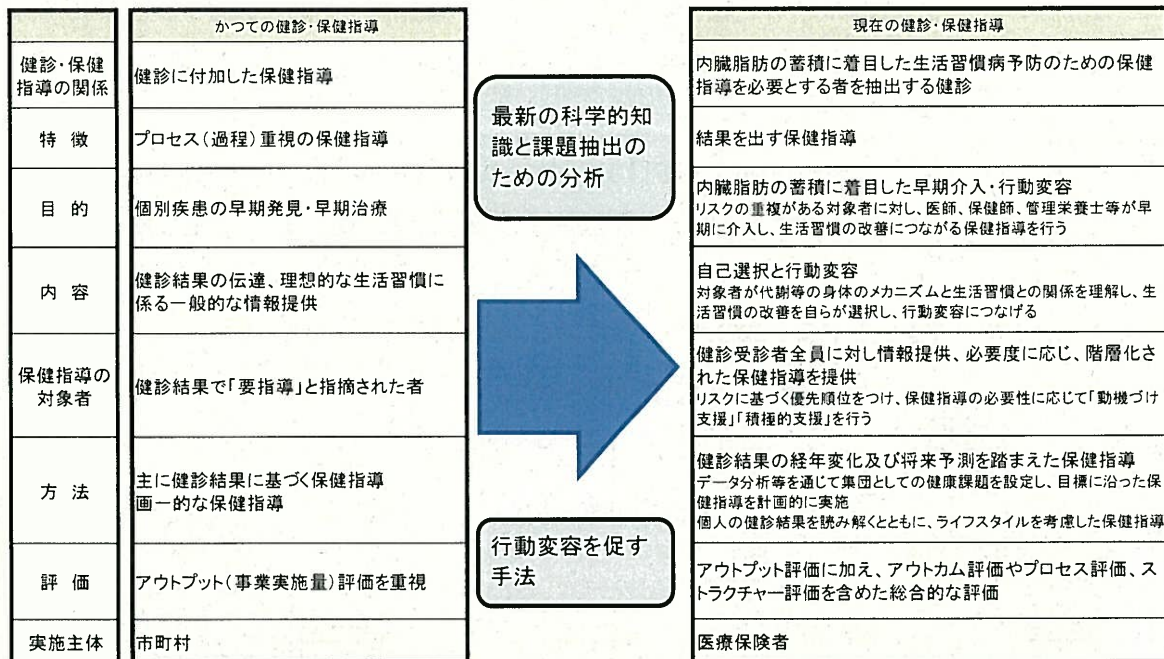 かつての健診・保健指導
現在の健診・保健指導
健診・保健
指導の関係
健診に付加した保健指導
内臓脂肪の蓄積に着目した生活習慣病予防のための保健
指導を必要とする者を抽出する健診
特 徴
プロセス(過程)重視の保健指導
結果を出す保健指導
目 的
個別疾患の早期発見・早期治療
内臓脂肪の蓄積に着目した早期介入・行動変容
リスクの重複がある対象者に対し、医師、保健師、管理栄養士等が早
期に介入し、生活習慣の改善につながる保健指導を行う
内 容
健診結果の伝達、理想的な生活習慣に
係る一般的な情報提供
自己選択と行動変容
対象者が代謝等の身体のメカニズムと生活習慣との関係を理解し、生
活習慣の改善を自らが選択し、行動変容につなげる
保健指導の
対象者
健診結果で「要指導」と指摘された者
健診受診者全員に対し情報提供、必要度に応じ、階層化さ
れた保健指導を提供
リスクに基づく優先順位をつけ、保健指導の必要性に応じて「動機づけ
支援」「積極的支援」を行う
方 法
主に健診結果に基づく保健指導
画一的な保健指導
健診結果の経年変化及び将来予測を踏まえた保健指導
データ分析等を通じて集団としての健康課題を設定し、目標に沿った保
健指導を計画的に実施
個人の健診結果を読み解くとともに、ライフスタイルを考慮した保健指導
評 価
アウトプット(事業実施量)評価を重視
アウトプット評価に加え、アウトカム評価やプロセス評価、ス
トラクチャー評価を含めた総合的な評価
実施主体
市町村
医療保険者
最新の科学的知
識と課題抽出の
ための分析
行動変容を促す
手法